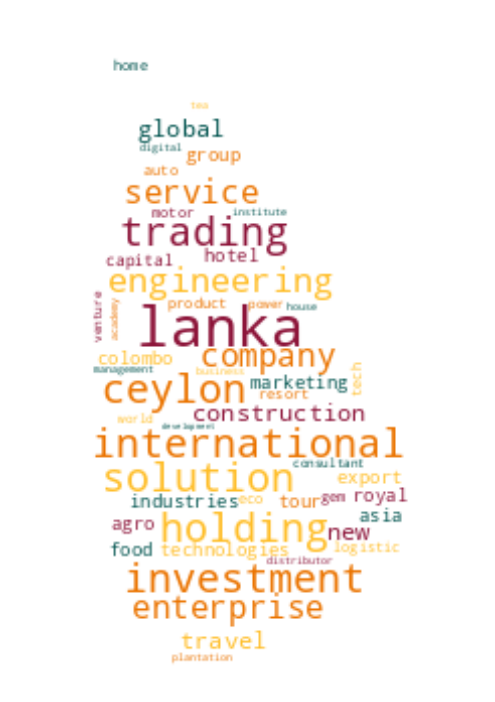 home
tea
global
digital
group
auto
service
motor institute
trading
capital hotel
engineering
venture academy product power house
lanka
colombo company
management business tech
ceylon marketing
resort
construction
world
development
international
consultant
solution export
industries eco tour gem royal
asia
agro holding new
food technologies logistic
distributor
investment
enterprise
travel
plantation